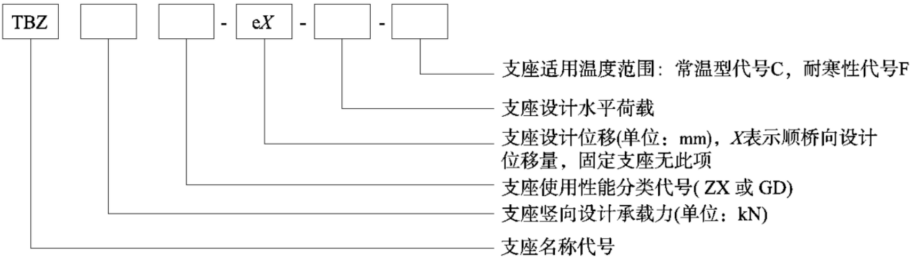 TBZ - eX - -
支座适用温度范围：常温型代号C，耐寒性代号F
支座设计水平荷载
支座设计位移(单位：mm)，X表示顺桥向设计
位移量，固定支座无此项
支座使用性能分类代号( ZX 或 GD)
支座竖向设计承载力(单位：kN)
支座名称代号